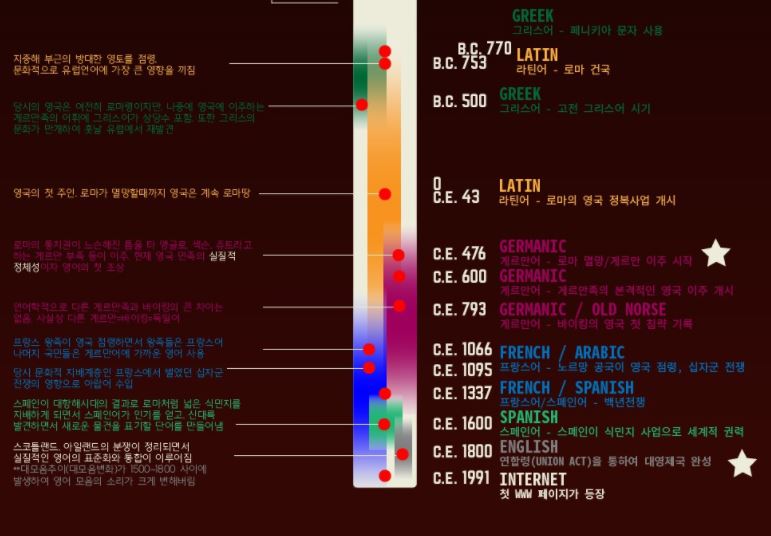 GREEK
그리스어 - 페니키아 문자 사용
B.C. 770
지중해 부근의 방대한 영토를 점령,
문화적으로 유럽언어에 가장 큰 영향을 끼침
B.C. 753
LATIN
라틴어 - 로마 건국
당시의 영국은 여전히 로마령이지만, 나중에 영국에 이주하는
게르만족의 어휘에 그리스어가 상당수 포함. 또한 그리스의
문화가 만개하여 훗날 유럽에서 재발견
B.C. 500
GREEK
그리스어 - 고전 그리스어 시기
영국의 첫 주인. 로마가 멸망할때까지 영국은 계속 로마땅
0
C.E. 43
LATIN
라틴어 - 로마의 영국 정복사업 개시
로마의 통치권이 느슨해진 틈을 타 앵글로, 색슨, 쥬트라고
하는 게르만 부족 등이 이주. 현재 영국 민족의 실질적
정체성이자 영어의 첫 조상
C.E. 476
GERMANIC
게르만어 - 로마 멸망/게르만 이주 시작
C.E. 600
GERMANIC
게르만어 - 게르만족의 본격적인 영국 이주 개시
언어학적으로 다른 게르만족과 바이킹의 큰 차이는
없음. 사실상 다른 게르만=바이킹=독일어
C.E. 793
GERMANIC / OLD NORSE
게르만어 - 바이킹의 영국 첫 침략 기록
프랑스 왕족이 영국 점령하면서 왕족들은 프랑스어
나머지 국민들은 게르만어에 가까운 영어 사용
C.E. 1066
FRENCH / ARABIC
당시 문화적 지배계층인 프랑스에서 벌였던 십자군
전쟁의 영향으로 아랍어 수입
C.E. 1095
프랑스어 - 노르망 공국이 영국 점령, 십자군 전쟁
C.E. 1337
FRENCH / SPANISH
프랑스어/스페인어 - 백년전쟁
스페인이 대항해시대의 결과로 로마처럼 넓은 식민지를
지배하게 되면서 스페인어가 인기를 얻고, 신대륙
발견하면서 새로운 물건을 표기할 단어를 만들어냄
C.E. 1600
SPANISH
스페인어 - 스페인이 식민지 사업으로 세계적 권력
스코틀랜드, 아일랜드의 분쟁이 정리되면서
실질적인 영어의 표준화와 통합이 이루어짐
**대모음추이(대모음변화)가 1500~1800 사이에
발생하여 영어 모음의 소리가 크게 변해버림
C.E. 1800
ENGLISH
연합령(UNION ACT)을 통하여 대영제국 완성
C.E. 1991
INTERNET
첫 WWW 페이지가 등장